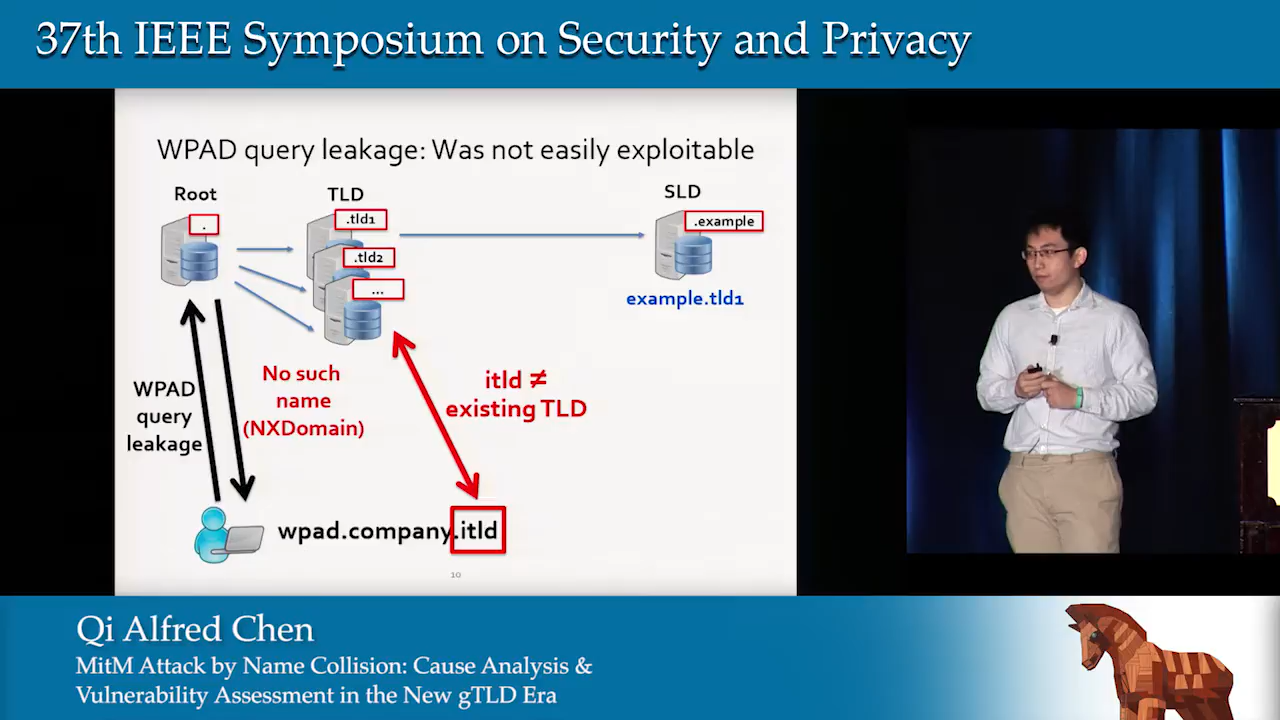 37th IEEE Symposium on Security and Privacy
WPAD query leakage: Was not easily exploitable
Root
TLD
SLD
.
.tld1
.example
.tld2
...
example.tld1
WPAD
query
leakage
No such
name
(NXDomain)
itld ≠
existing TLD
wpad.company.itld
10
Qi Alfred Chen
MitM Attack by Name Collision: Cause Analysis &
Vulnerability Assessment in the New gTLD Era